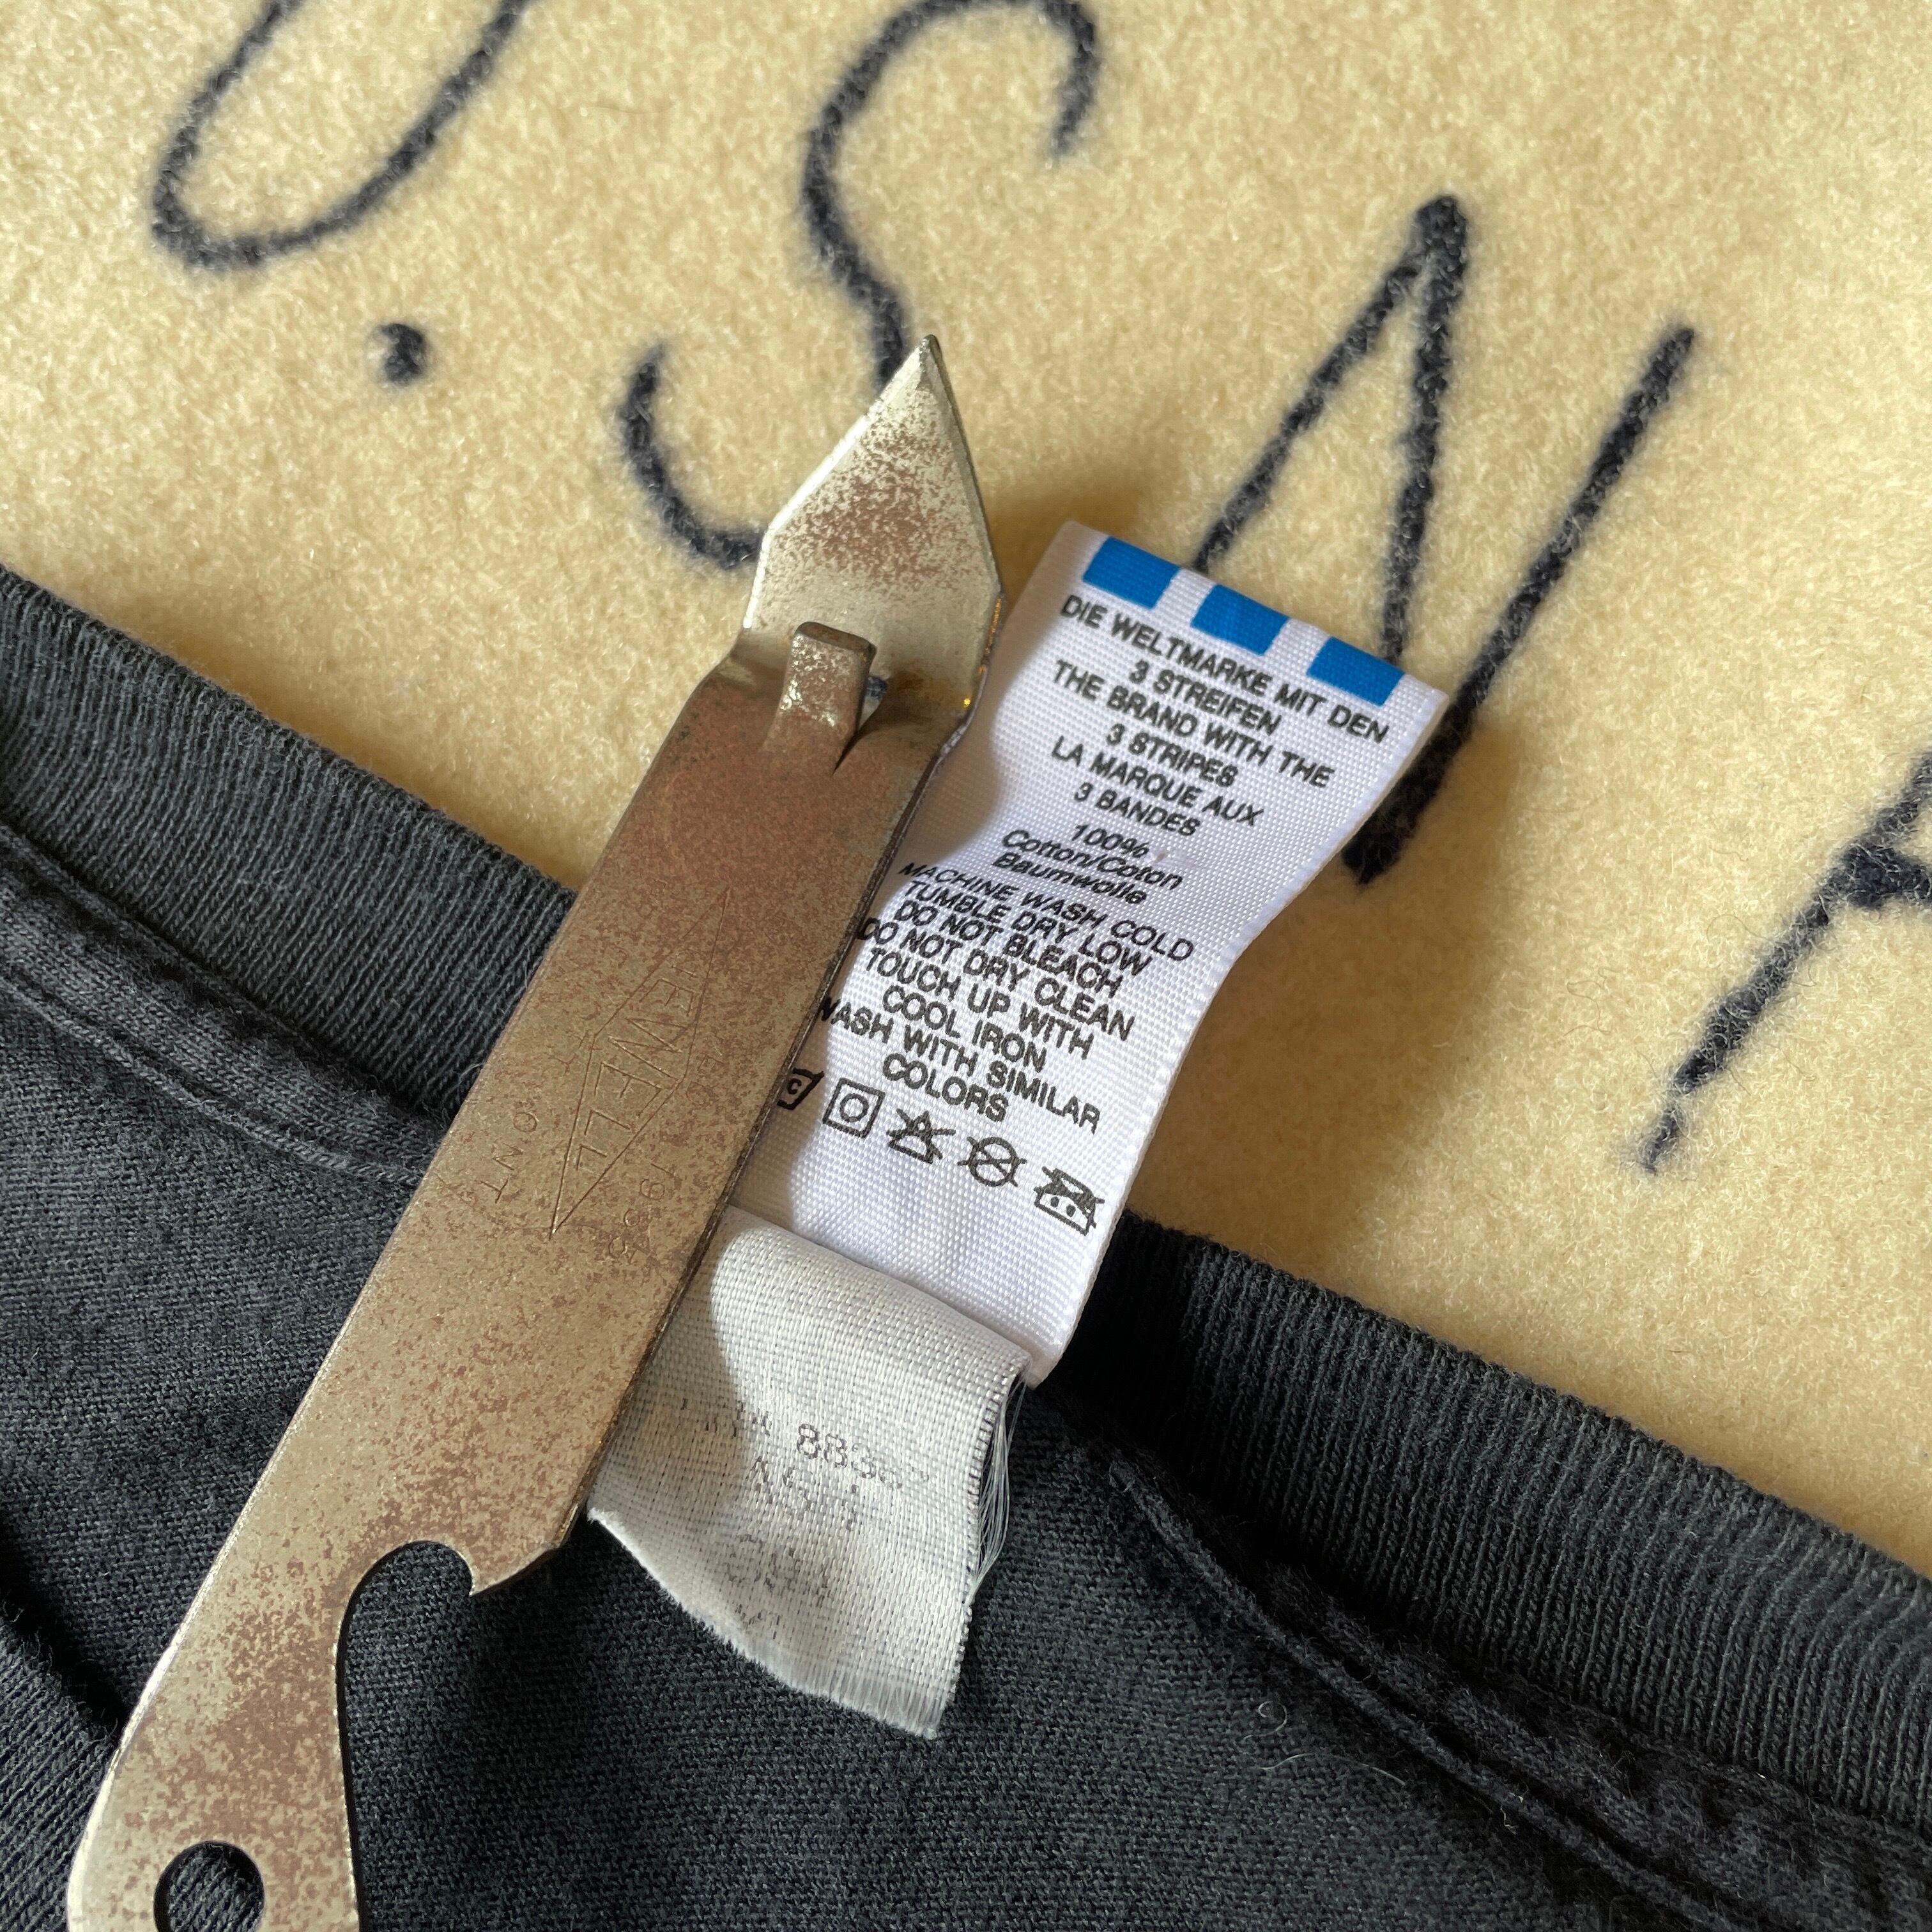 U.S.N
A
DIE WELTMARKE MIT DEN
3 STREIFEN
THE BRAND WITH THE
3 STRIPES
LA MARQUE AUX
3 BANDES
100%
Cotton/Coton
Baumwolle
MACHINE WASH COLD
TUMBLE DRY LOW
DO NOT BLEACH
DO NOT DRY CLEAN
TOUCH UP WITH
COOL IRON
WASH WITH SIMILAR
COLORS
C
ONT